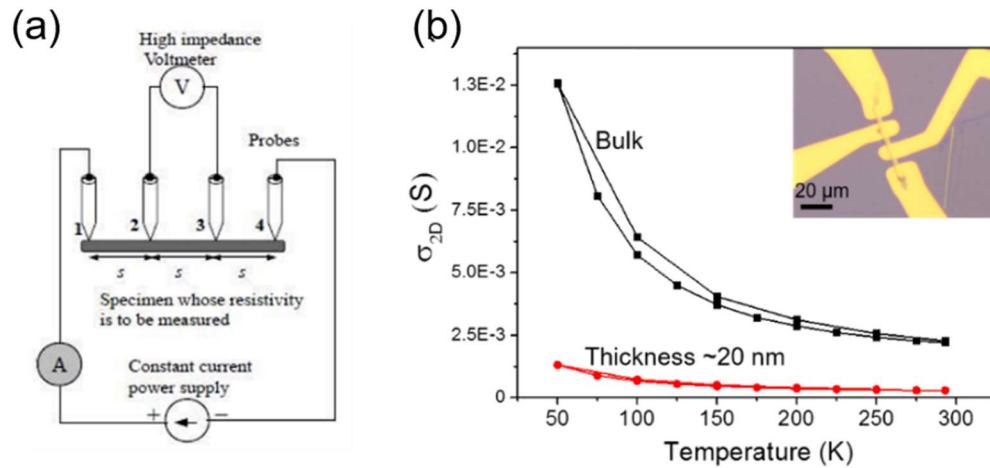 (a)
High impedance
Voltmeter
V
Probes
1
2
3
4
s
s
s
Specimen whose resistivity
is to be measured
A
Constant current
power supply
+
−
(b)
σ2D (S)
1.3E-2
1.0E-2
7.5E-3
5.0E-3
2.5E-3
0
Bulk
Thickness ~20 nm
20 μm
50
100
150
200
250
300
Temperature (K)